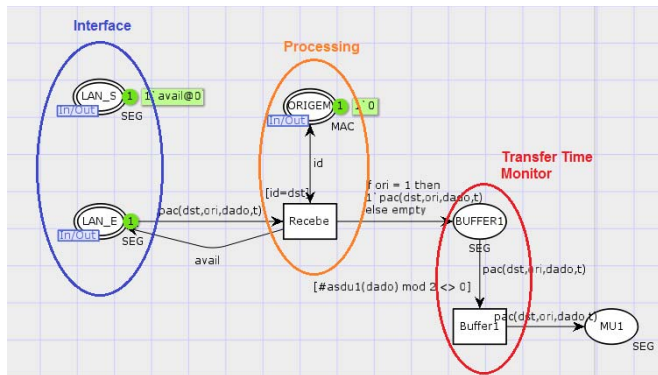 Interface
Processing
LAN_S
1
1`avail@0
In/Out
SEG
ORIGEM
1
1`0
In/Out
MAC
id
Transfer Time
Monitor
[id=dst]
if ori = 1 then
1`pac(dst,ori,dado,t)
else empty
LAN_E
1
pac(dst,ori,dado,t)
Recebe
BUFFER1
In/Out
SEG
SEG
avail
pac(dst,ori,dado,t)
[#asdu1(dado) mod 2 <> 0]
Buffer1
pac(dst,ori,dado,t)
MU1
SEG